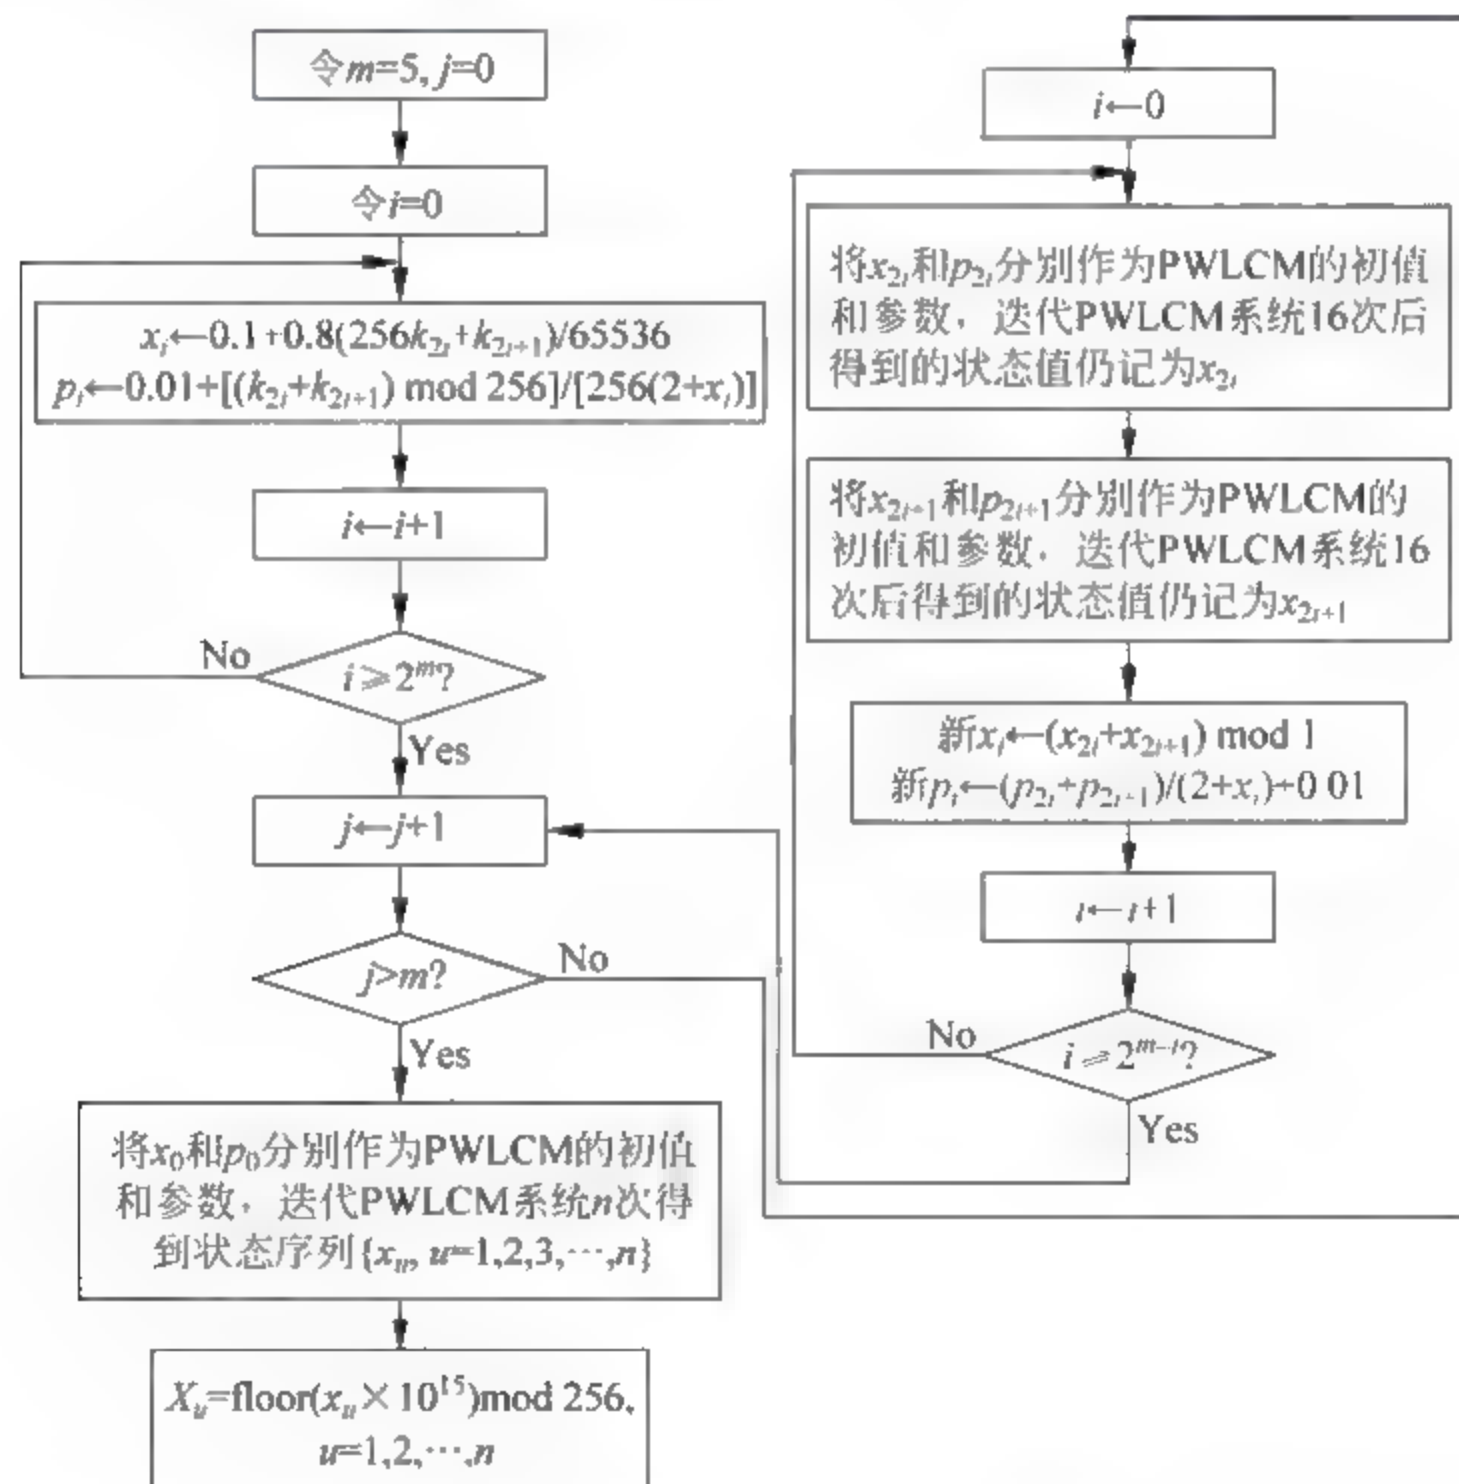 令m=5, j=0
令i=0
x_i←0.1+0.8(256k_{2i}+k_{2i+1})/65536
p_i←0.01+[(k_{2i}+k_{2i+1}) mod 256]/[256(2+x_i)]
i←i+1
i⩾2^m?
No
Yes
j←j+1
j>m?
No
Yes
将x_0和p_0分别作为PWLCM的初值
和参数，迭代PWLCM系统n次得
到状态序列{x_u, u=1,2,3,⋯,n}
X_u=floor(x_u×10^{15})mod 256,
u=1,2,⋯,n
i←0
将x_{2i}和p_{2i}分别作为PWLCM的初值
和参数，迭代PWLCM系统16次后
得到的状态值仍记为x_{2i}
将x_{2i+1}和p_{2i+1}分别作为PWLCM的
初值和参数，迭代PWLCM系统16
次后得到的状态值仍记为x_{2i+1}
新x_i←(x_{2i}+x_{2i+1}) mod 1
新p_i←(p_{2i}+p_{2i+1})/(2+x_i)+0 01
i←i+1
No
Yes